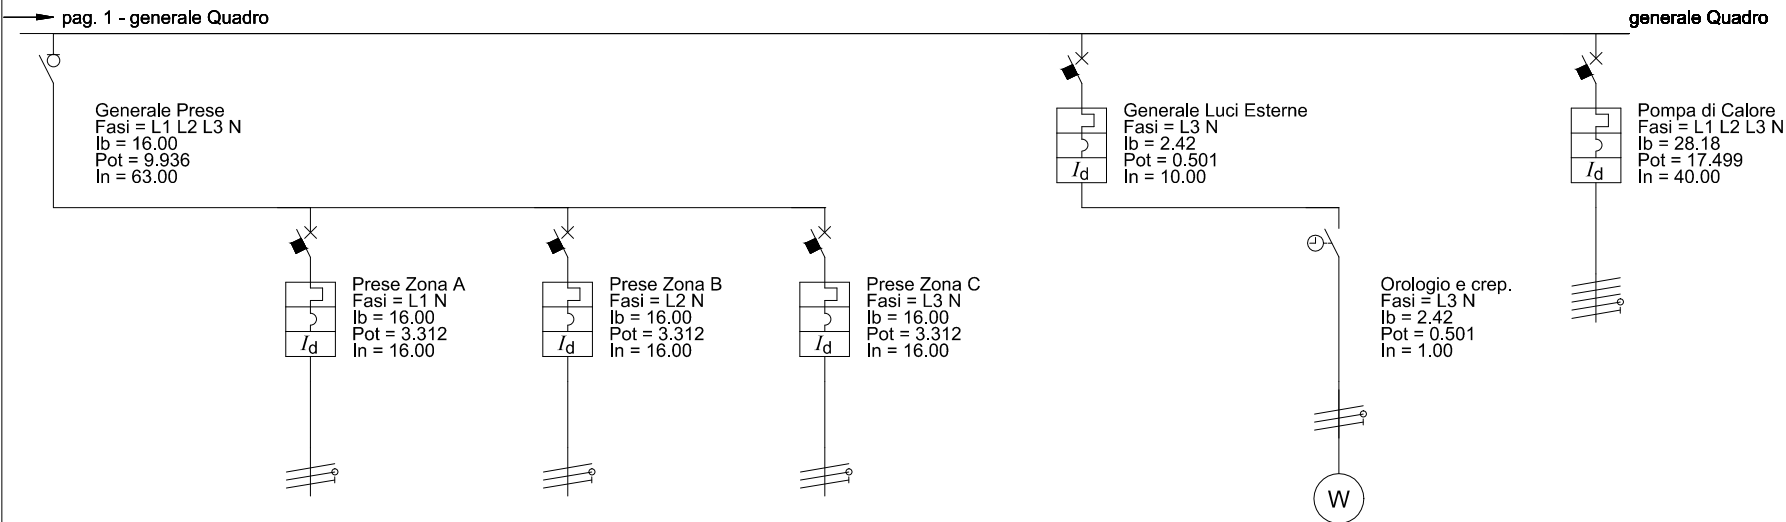 pag. 1 - generale Quadro
generale Quadro
Generale Prese
Fasi = L1 L2 L3 N
Ib = 16.00
Pot = 9.936
In = 63.00
Generale Luci Esterne
Fasi = L3 N
Ib = 2.42
Pot = 0.501
In = 10.00
Id
Pompa di Calore
Fasi = L1 L2 L3 N
Ib = 28.18
Pot = 17.499
In = 40.00
Id
Prese Zona A
Fasi = L1 N
Ib = 16.00
Pot = 3.312
In = 16.00
Id
Prese Zona B
Fasi = L2 N
Ib = 16.00
Pot = 3.312
In = 16.00
Id
Prese Zona C
Fasi = L3 N
Ib = 16.00
Pot = 3.312
In = 16.00
Id
Orologio e crep.
Fasi = L3 N
Ib = 2.42
Pot = 0.501
In = 1.00
W